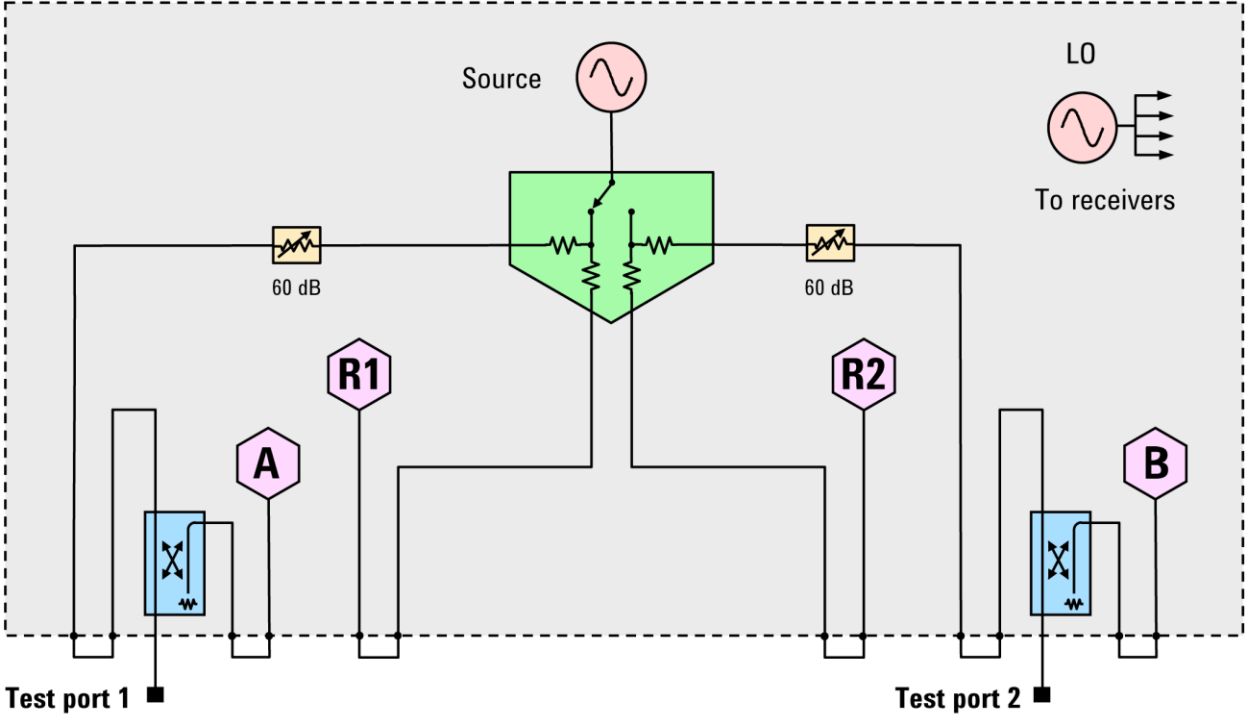 LO
Source
To receivers
60 dB
60 dB
R1
R2
A
B
Test port 1
Test port 2